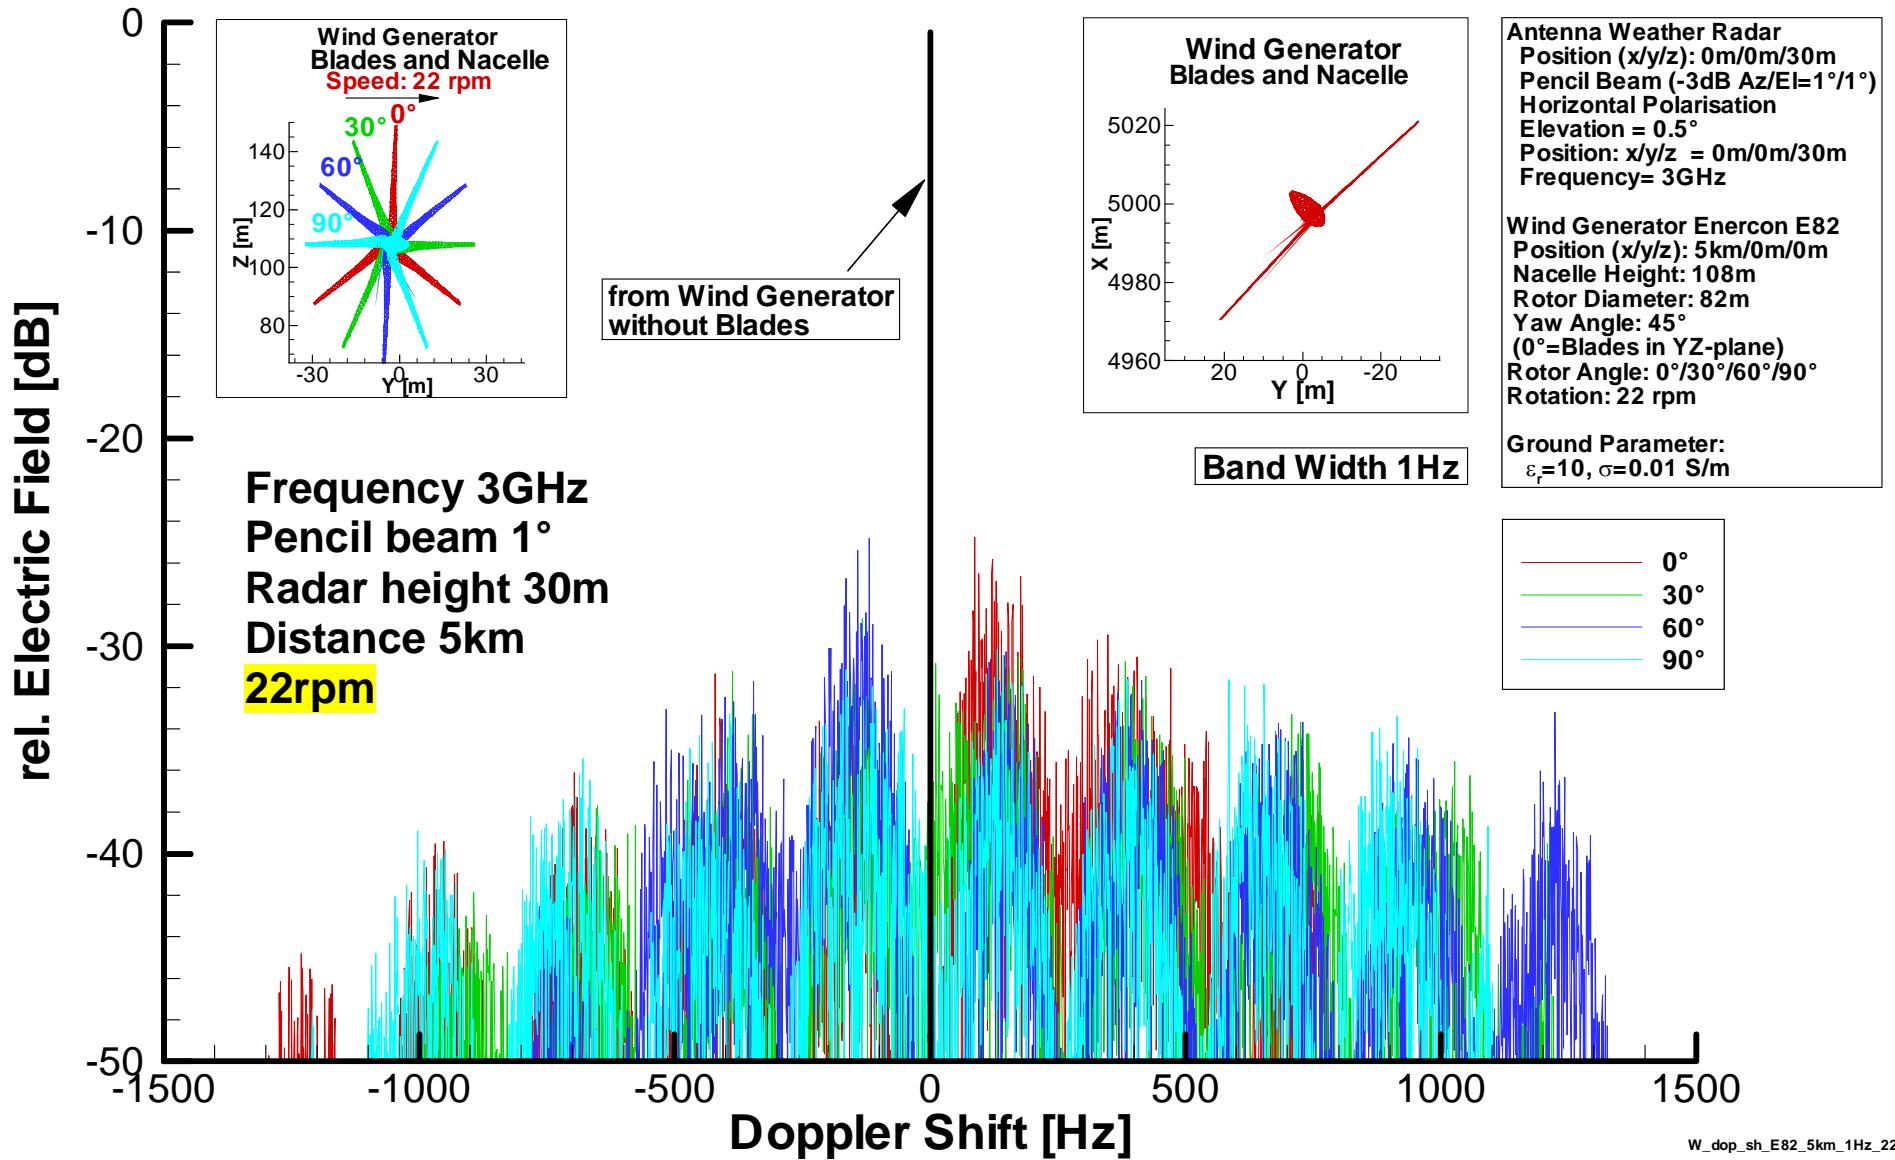 rel. Electric Field [dB]
0
-10
-20
-30
-40
-50
-1500
-1000
-500
0
500
1000
1500
Doppler Shift [Hz]
Wind Generator
Blades and Nacelle
Speed: 22 rpm
0°
30°
60°
90°
Z [m]
140
120
100
80
-30
0
30
Y [m]
from Wind Generator
without Blades
Frequency 3GHz
Pencil beam 1°
Radar height 30m
Distance 5km
22rpm
Wind Generator
Blades and Nacelle
X [m]
5020
5000
4980
4960
20
0
-20
Y [m]
Band Width 1Hz
Antenna Weather Radar
Position (x/y/z): 0m/0m/30m
Pencil Beam (-3dB Az/El=1°/1°)
Horizontal Polarisation
Elevation = 0.5°
Position: x/y/z = 0m/0m/30m
Frequency= 3GHz
Wind Generator Enercon E82
Position (x/y/z): 5km/0m/0m
Nacelle Height: 108m
Rotor Diameter: 82m
Yaw Angle: 45°
(0°=Blades in YZ-plane)
Rotor Angle: 0°/30°/60°/90°
Rotation: 22 rpm
Ground Parameter:
εr=10, σ=0.01 S/m
0°
30°
60°
90°
W_dop_sh_E82_5km_1Hz_22